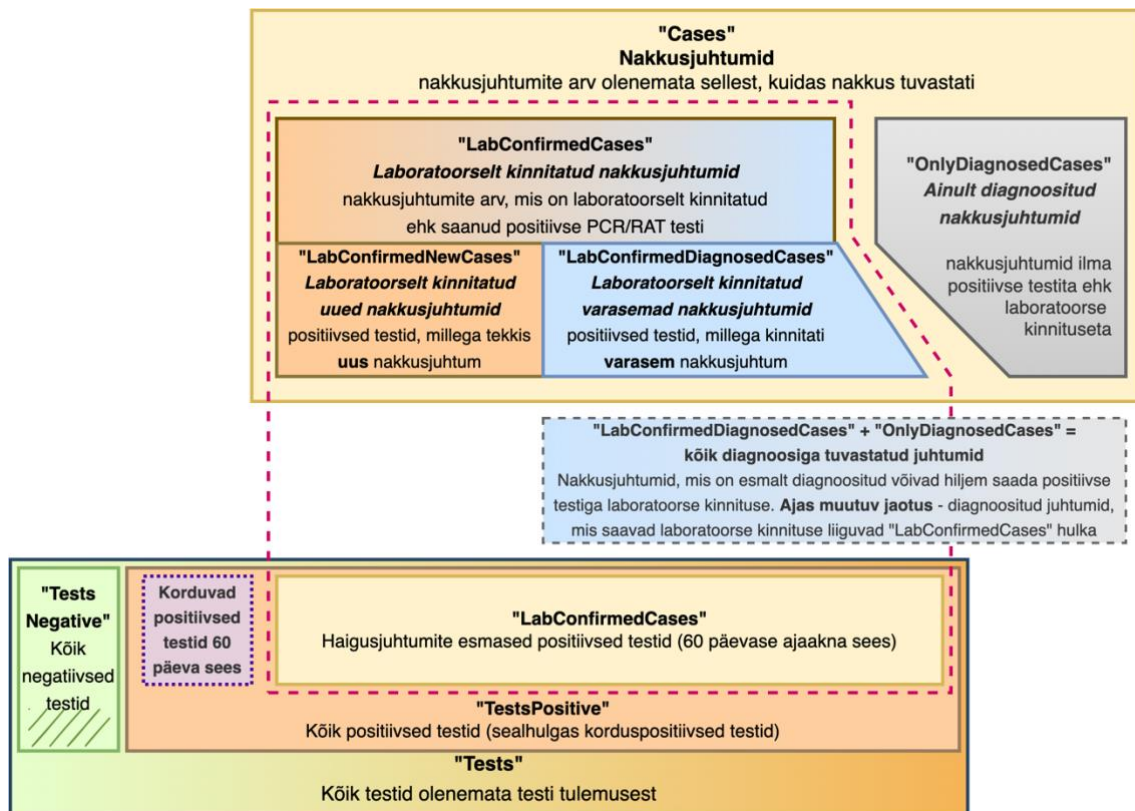 "Cases"
Nakkusjuhtumid
nakkusjuhtumite arv olenemata sellest, kuidas nakkus tuvastati
"LabConfirmedCases"
Laboratoorselt kinnitatud nakkusjuhtumid
nakkusjuhtumite arv, mis on laboratoorselt kinnitatud
ehk saanud positiivse PCR/RAT testi
"LabConfirmedNewCases"
Laboratoorselt kinnitatud
uued nakkusjuhtumid
positiivsed testid, millega tekkis
uus nakkusjuhtum
"LabConfirmedDiagnosedCases"
Laboratoorselt kinnitatud
varasemad nakkusjuhtumid
positiivsed testid, millega kinnitati
varasem nakkusjuhtum
"OnlyDiagnosedCases"
Ainult diagnoositud
nakkusjuhtumid
nakkusjuhtumid ilma
positiivse testita ehk
laboratoorse
kinnituseta
"LabConfirmedDiagnosedCases" + "OnlyDiagnosedCases" =
kõik diagnoosiga tuvastatud juhtumid
Nakkusjuhtumid, mis on esmalt diagnoositud võivad hiljem saada positiivse
testiga laboratoorse kinnituse. Ajas muutuv jaotus - diagnoositud juhtumid,
mis saavad laboratoorse kinnituse liiguvad "LabConfirmedCases" hulka
"Tests
Negative"
Kõik
negatiivsed
testid
Korduvad
positiivsed
testid 60
päeva sees
"LabConfirmedCases"
Haigusjuhtumite esmased positiivsed testid (60 päevase ajaakna sees)
"TestsPositive"
Kõik positiivsed testid (sealhulgas korduspositiivsed testid)
"Tests"
Kõik testid olenemata testi tulemusest